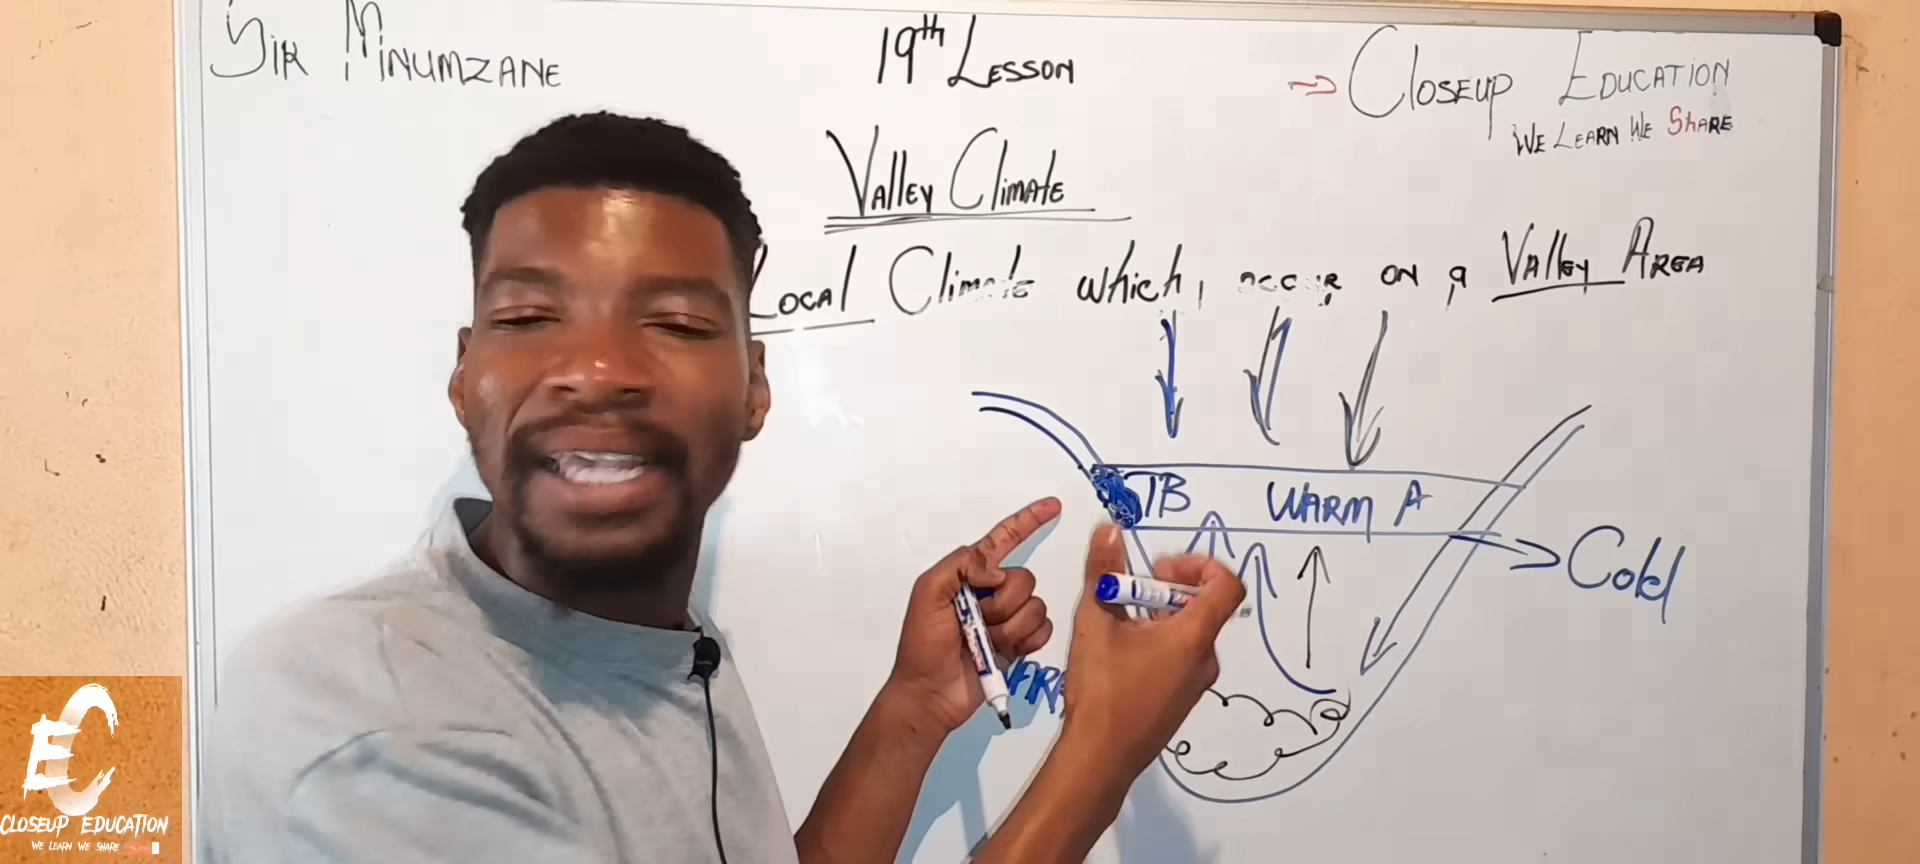 Sir Minumzane
19th Lesson
→ Closeup Education
We Learn We Share
Valley Climate
Local Climate which, occur on a Valley Area
TB
Warm A
→ Cold
CLOSEUP EDUCATION
WE LEARN WE SHARE